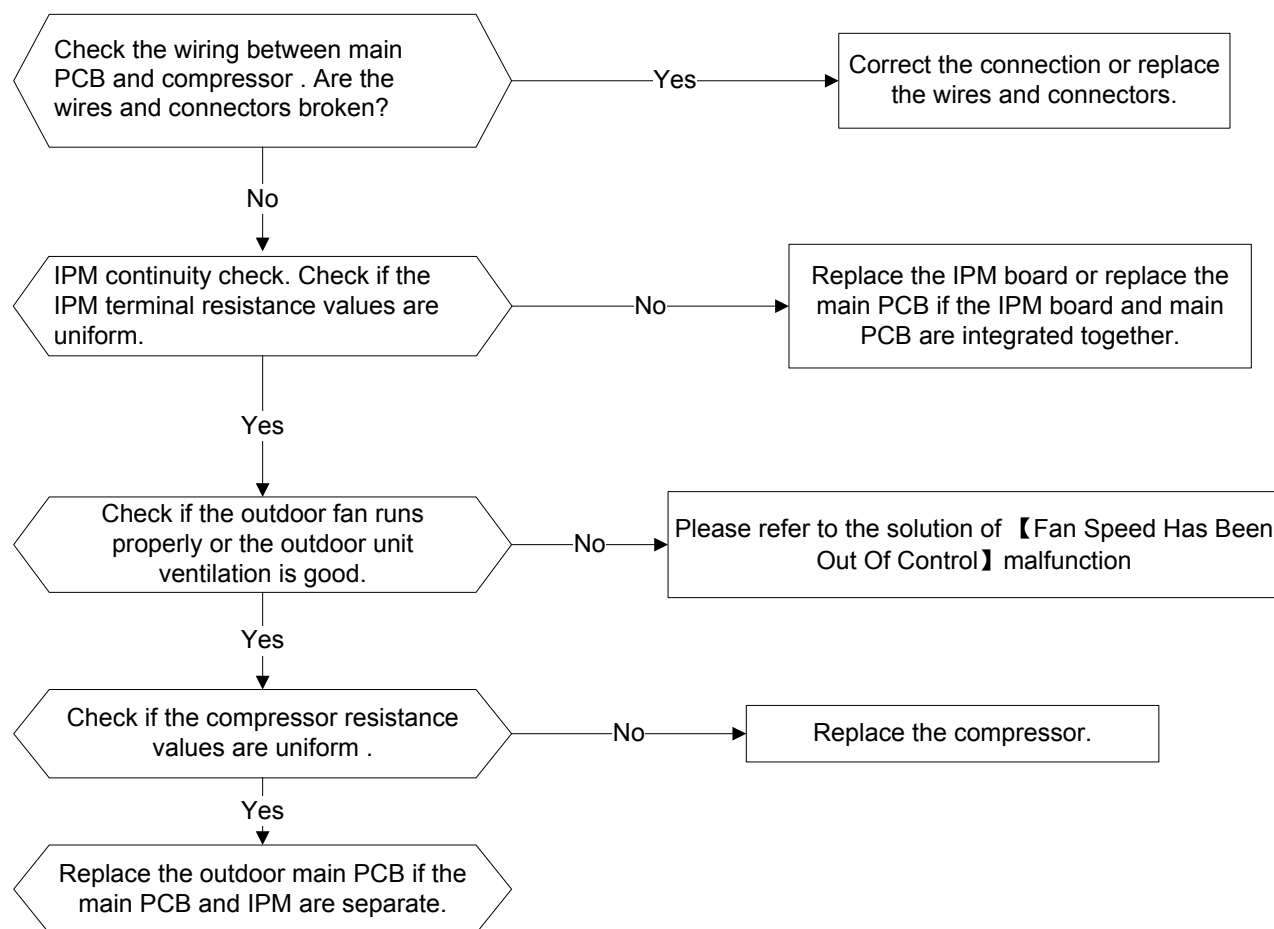 Check the wiring between main
PCB and compressor . Are the
wires and connectors broken?
Yes
Correct the connection or replace
the wires and connectors.
No
IPM continuity check. Check if the
IPM terminal resistance values are
uniform.
No
Replace the IPM board or replace the
main PCB if the IPM board and main
PCB are integrated together.
Yes
Check if the outdoor fan runs
properly or the outdoor unit
ventilation is good.
No
Please refer to the solution of 【Fan Speed Has Been
Out Of Control】malfunction
Yes
Check if the compressor resistance
values are uniform .
No
Replace the compressor.
Yes
Replace the outdoor main PCB if the
main PCB and IPM are separate.